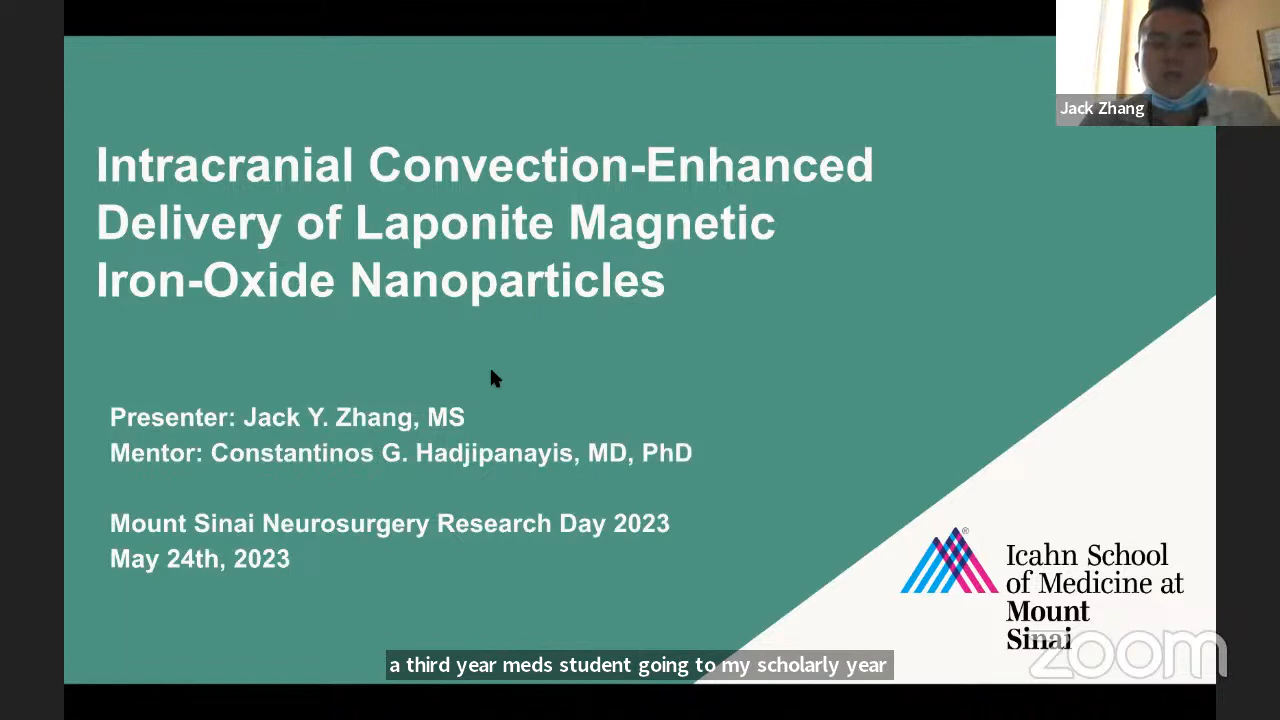 Jack Zhang
Intracranial Convection-Enhanced
Delivery of Laponite Magnetic
Iron-Oxide Nanoparticles
Presenter: Jack Y. Zhang, MS
Mentor: Constantinos G. Hadjipanayis, MD, PhD
Mount Sinai Neurosurgery Research Day 2023
May 24th, 2023
®
Icahn School
of Medicine at
Mount
Sinai
zoom
a third year meds student going to my scholarly year